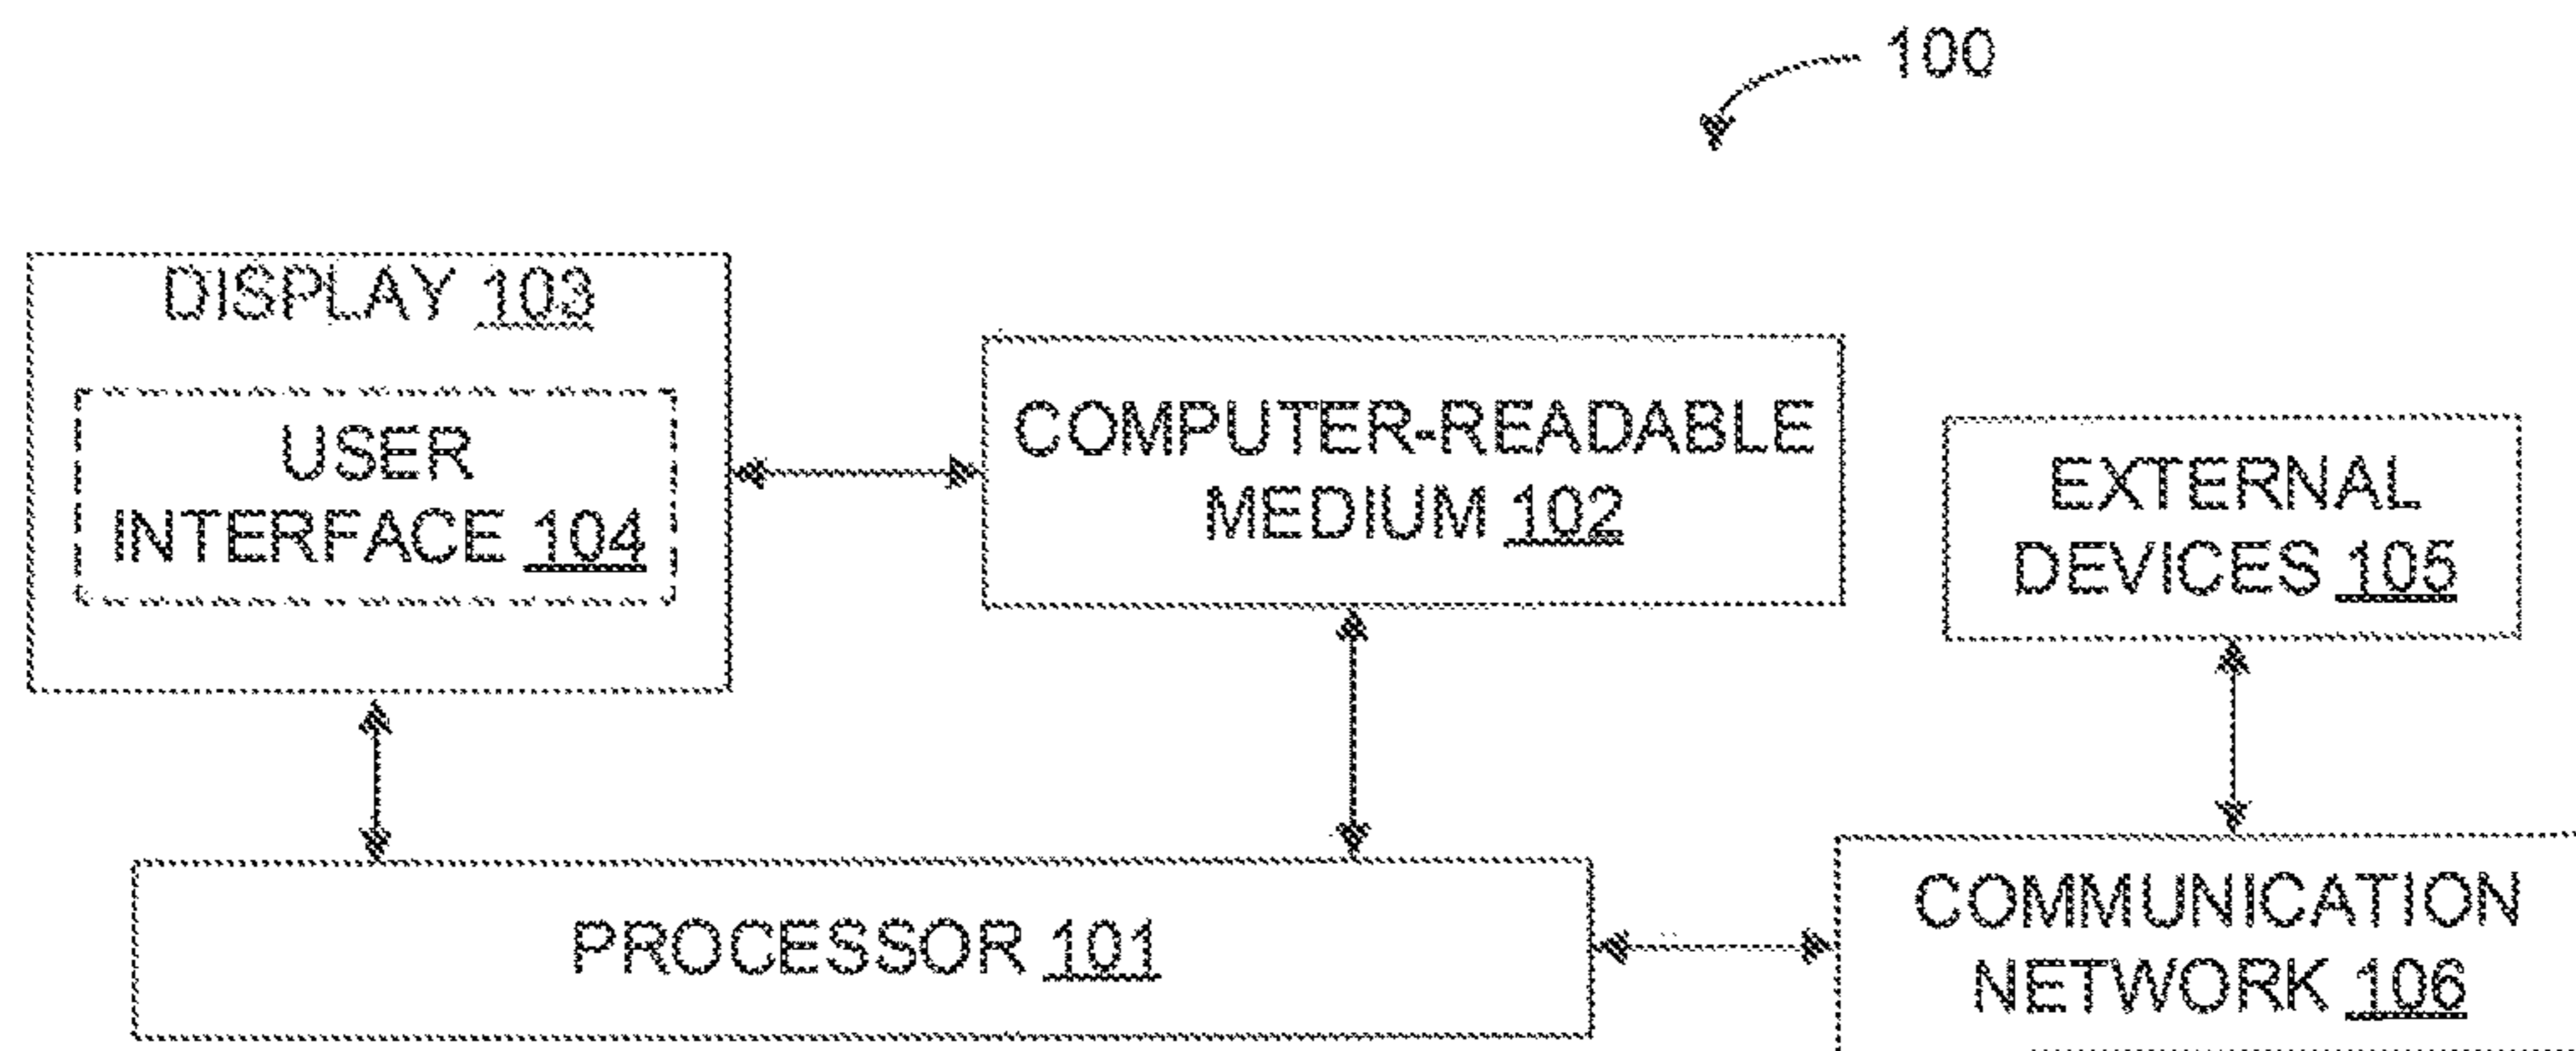 100
DISPLAY 103
USER
INTERFACE 104
COMPUTER-READABLE
MEDIUM 102
EXTERNAL
DEVICES 105
PROCESSOR 101
COMMUNICATION
NETWORK 106